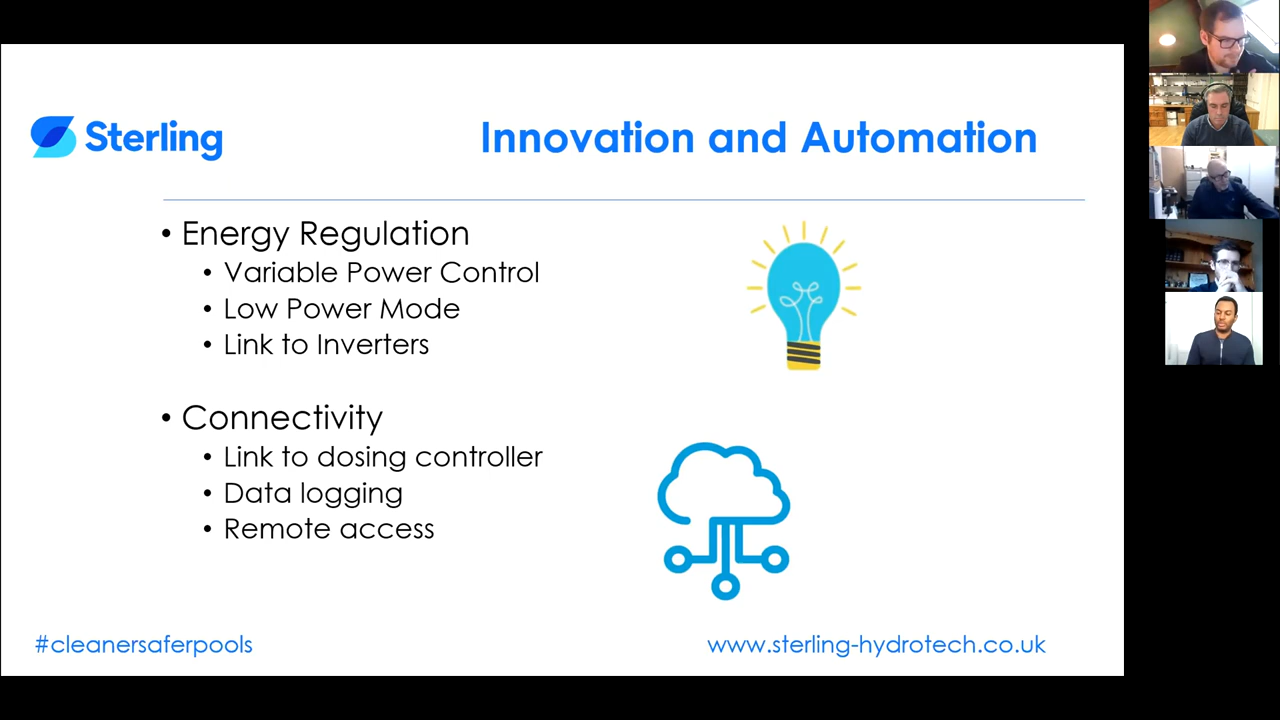 Sterling
Innovation and Automation
• Energy Regulation
• Variable Power Control
• Low Power Mode
• Link to Inverters
• Connectivity
• Link to dosing controller
• Data logging
• Remote access
#cleanersaferpools
www.sterling-hydrotech.co.uk